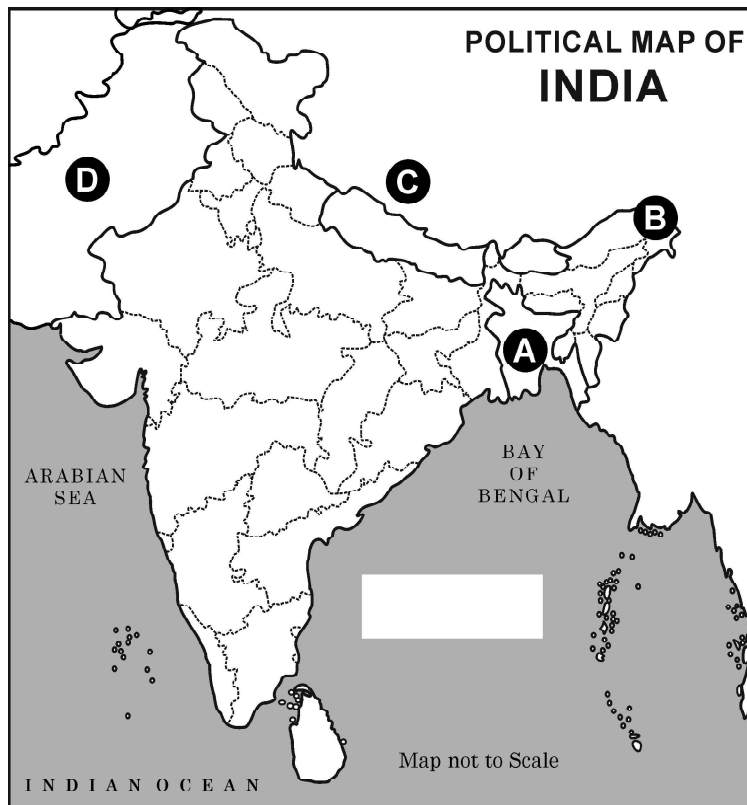 POLITICAL MAP OF
INDIA
D
C
B
A
ARABIAN
SEA
BAY
OF
BENGAL
Map not to Scale
INDIAN OCEAN